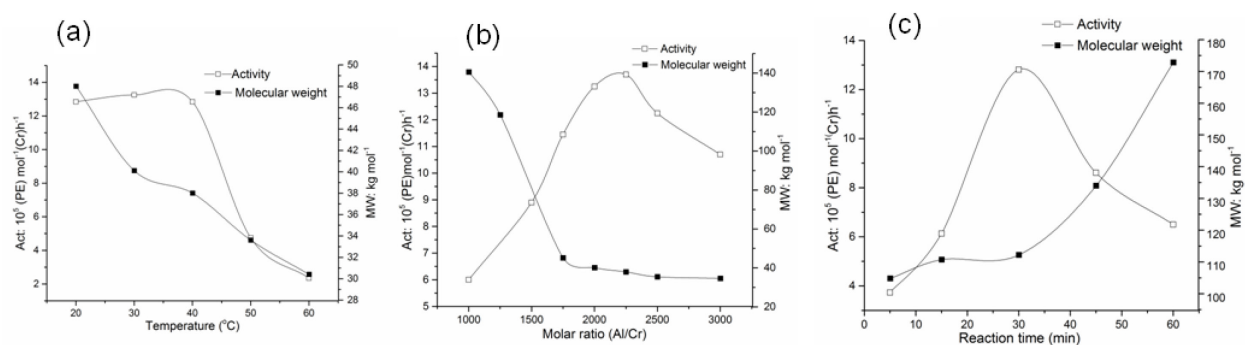 (a)
Activity
Molecular weight
Act: 10⁵ (PE) mol⁻¹(Cr)h⁻¹
14
12
10
8
6
4
2
50
48
46
44
42
40
38
36
34
32
30
28
MW: kg mol⁻¹
20 30 40 50 60
Temperature (°C)
(b)
Activity
Molecular weight
Act: 10⁵ (PE)mol⁻¹(Cr)h⁻¹
15
14
13
12
11
10
9
8
7
6
5
140
120
100
80
60
40
20
MW: kg mol⁻¹
1000 1500 2000 2500 3000
Molar ratio (Al/Cr)
(c)
Activity
Molecular weight
Act: 10⁵ (PE) mol⁻¹(Cr)h⁻¹
14
12
10
8
6
4
180
170
160
150
140
130
120
110
100
MW: kg mol⁻¹
0 10 20 30 40 50 60
Reaction time (min)